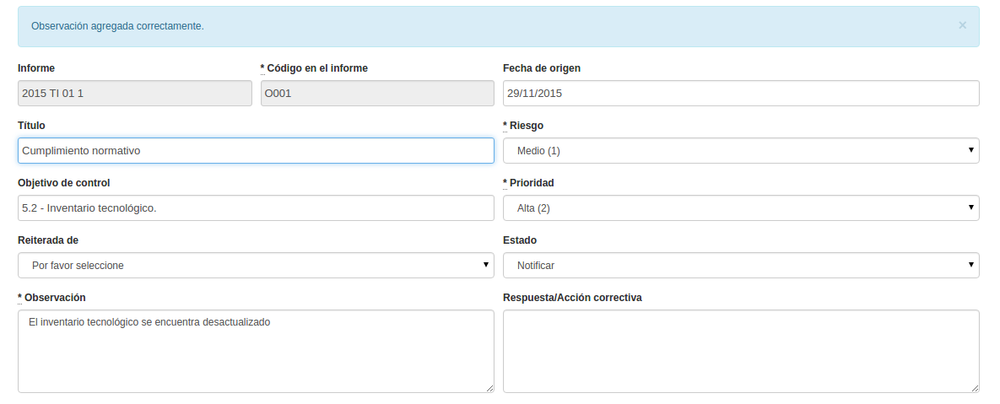 Observación agregada correctamente. ×
Informe * Código en el informe Fecha de origen
2015 TI 01 1 O001 29/11/2015
Título * Riesgo
Cumplimiento normativo Medio (1)
Objetivo de control * Prioridad
5.2 - Inventario tecnológico. Alta (2)
Reiterada de Estado
Por favor seleccione Notificar
* Observación Respuesta/Acción correctiva
El inventario tecnológico se encuentra desactualizado